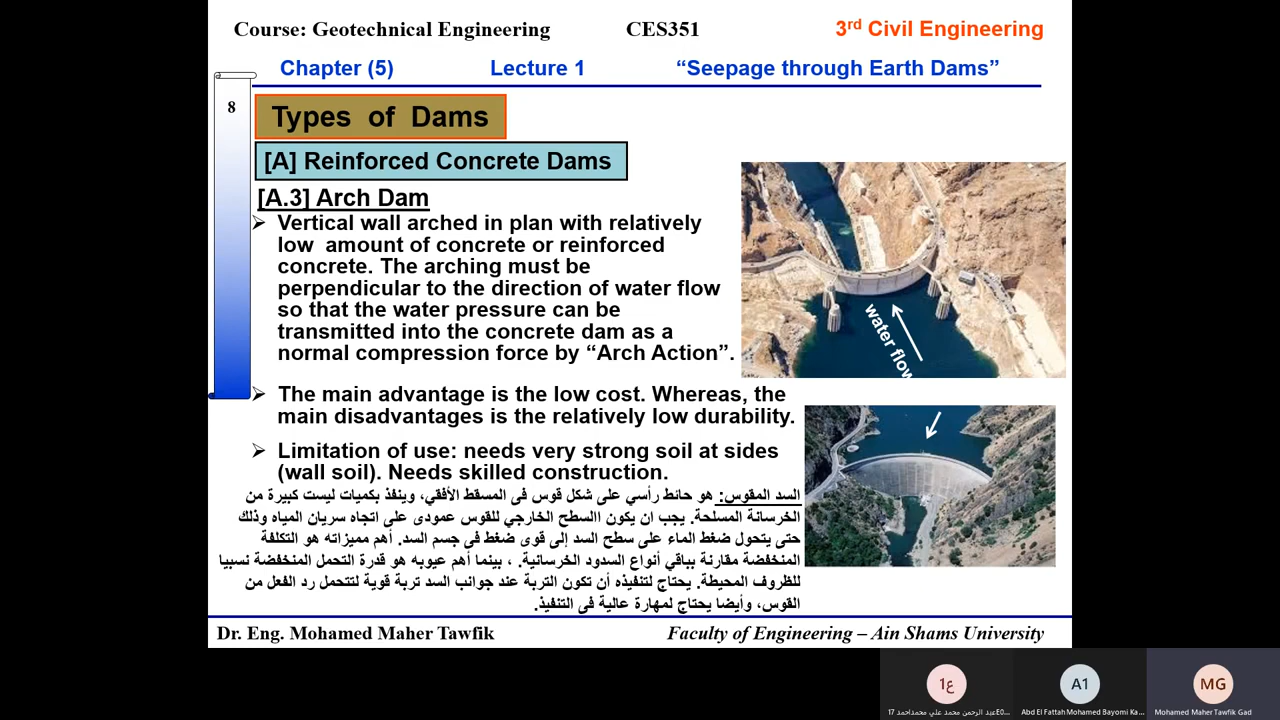 Course: Geotechnical Engineering CES351 3rd Civil Engineering
Chapter (5) Lecture 1 “Seepage through Earth Dams”
8
Types of Dams
[A] Reinforced Concrete Dams
[A.3] Arch Dam
➢ Vertical wall arched in plan with relatively
low amount of concrete or reinforced
concrete. The arching must be
perpendicular to the direction of water flow
so that the water pressure can be
transmitted into the concrete dam as a
normal compression force by “Arch Action”.
water flow
➢ The main advantage is the low cost. Whereas, the
main disadvantages is the relatively low durability.
➢ Limitation of use: needs very strong soil at sides
(wall soil). Needs skilled construction.
السد المقوس: هو حائط رأسي على شكل قوس فى المسقط الأفقي، وينفذ بكميات ليست كبيرة من
الخرسانة المسلحة. يجب ان يكون االسطح الخارجي للقوس عمودى على اتجاه سريان المياه وذلك
حتى يتحول ضغط الماء على سطح السد إلى قوى ضغط فى جسم السد. أهم مميزاته هو التكلفة
المنخفضة مقارنة بباقي أنواع السدود الخرسانية. ، بينما أهم عيوبه هو قدرة التحمل المنخفضة نسبيا
للظروف المحيطة. يحتاج لتنفيذه أن تكون التربة عند جوانب السد تربة قوية لتتحمل رد الفعل من
القوس، وأيضا يحتاج لمهارة عالية فى التنفيذ.
Dr. Eng. Mohamed Maher Tawfik Faculty of Engineering – Ain Shams University
ع1 A1 MG
عبد الرحمن محمد علي محمداحمد 17E0... Abd El Fattah Mohamed Bayomi Ka... Mohamed Maher Tawfik Gad